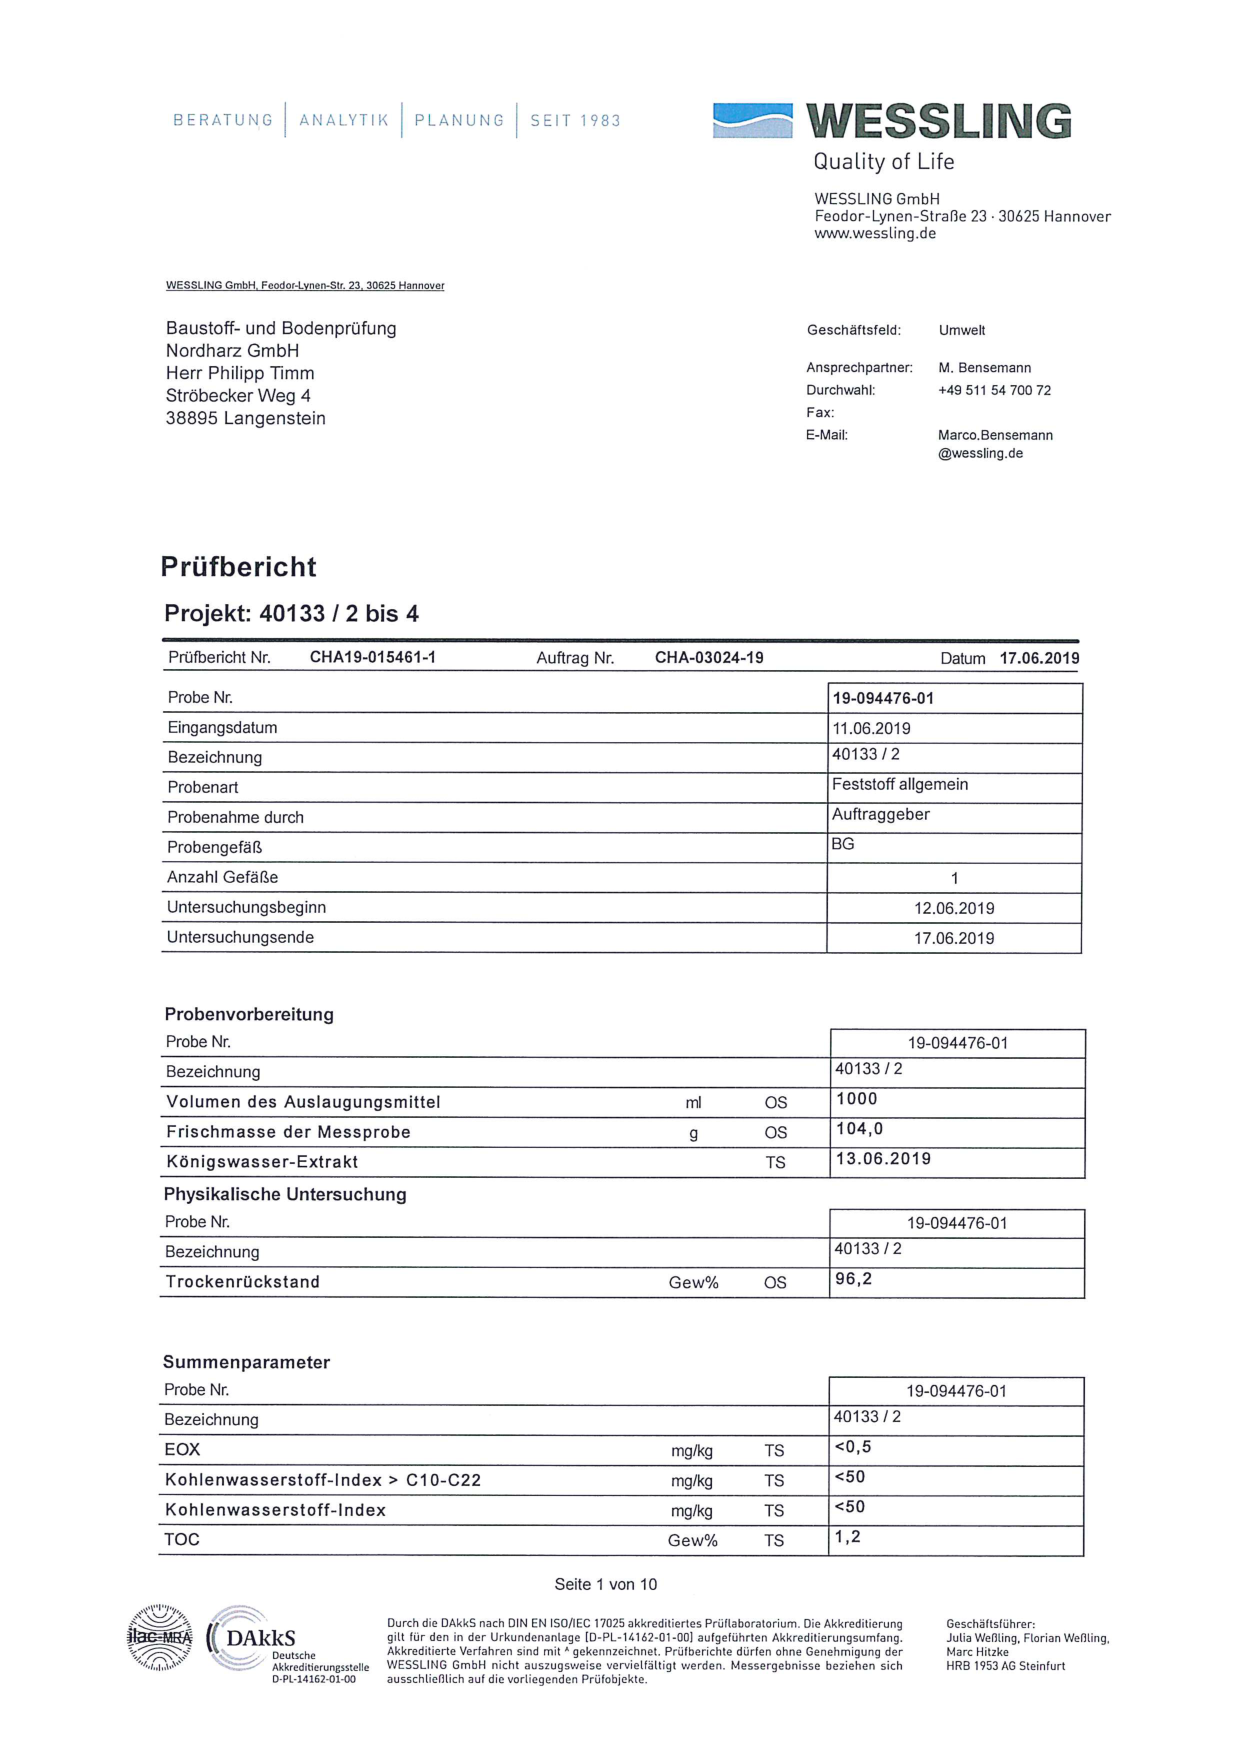 BERATUNG | ANALYTIK | PLANUNG | SEIT 1983
WESSLING
Quality of Life
WESSLING GmbH
Feodor-Lynen-Straße 23 · 30625 Hannover
www.wessling.de
WESSLING GmbH, Feodor-Lynen-Str. 23, 30625 Hannover
Baustoff- und Bodenprüfung
Nordharz GmbH
Herr Philipp Timm
Ströbecker Weg 4
38895 Langenstein
Geschäftsfeld: Umwelt
Ansprechpartner: M. Bensemann
Durchwahl: +49 511 54 700 72
Fax:
E-Mail: Marco.Bensemann
@wessling.de
Prüfbericht
Projekt: 40133 / 2 bis 4
Prüfbericht Nr. CHA19-015461-1 Auftrag Nr. CHA-03024-19 Datum 17.06.2019
Probe Nr. 19-094476-01
Eingangsdatum 11.06.2019
Bezeichnung 40133 / 2
Probenart Feststoff allgemein
Probenahme durch Auftraggeber
Probengefäß BG
Anzahl Gefäße 1
Untersuchungsbeginn 12.06.2019
Untersuchungsende 17.06.2019
Probenvorbereitung
Probe Nr. 19-094476-01
Bezeichnung 40133 / 2
Volumen des Auslaugungsmittel ml OS 1000
Frischmasse der Messprobe g OS 104,0
Königswasser-Extrakt TS 13.06.2019
Physikalische Untersuchung
Probe Nr. 19-094476-01
Bezeichnung 40133 / 2
Trockenrückstand Gew% OS 96,2
Summenparameter
Probe Nr. 19-094476-01
Bezeichnung 40133 / 2
EOX mg/kg TS <0,5
Kohlenwasserstoff-Index > C10-C22 mg/kg TS <50
Kohlenwasserstoff-Index mg/kg TS <50
TOC Gew% TS 1,2
Seite 1 von 10
ilac-MRA
DAkkS
Deutsche
Akkreditierungsstelle
D-PL-14162-01-00
Durch die DAkkS nach DIN EN ISO/IEC 17025 akkreditiertes Prüflaboratorium. Die Akkreditierung
gilt für den in der Urkundenanlage [D-PL-14162-01-00] aufgeführten Akkreditierungsumfang.
Akkreditierte Verfahren sind mit ᴬ gekennzeichnet. Prüfberichte dürfen ohne Genehmigung der
WESSLING GmbH nicht auszugsweise vervielfältigt werden. Messergebnisse beziehen sich
ausschließlich auf die vorliegenden Prüfobjekte.
Geschäftsführer:
Julia Weßling, Florian Weßling,
Marc Hitzke
HRB 1953 AG Steinfurt